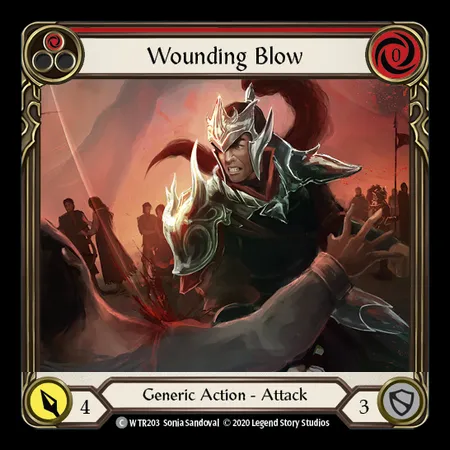 Wounding Blow
0
Generic Action - Attack
4
3
C WTR203 Sonia Sandoval © 2020 Legend Story Studios